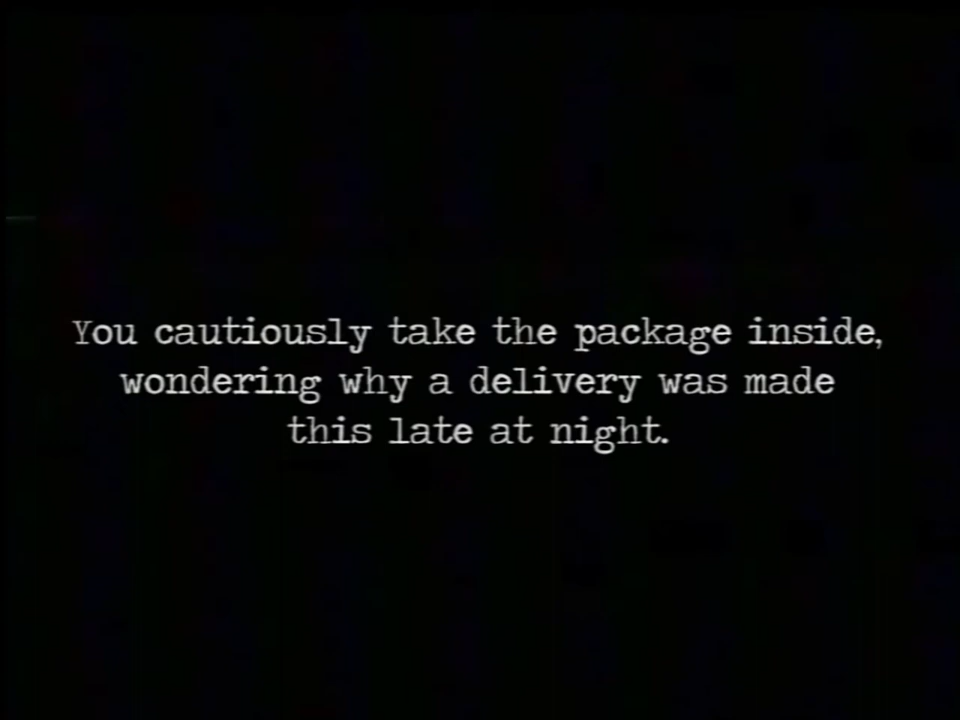 You cautiously take the package inside,
wondering why a delivery was made
this late at night.